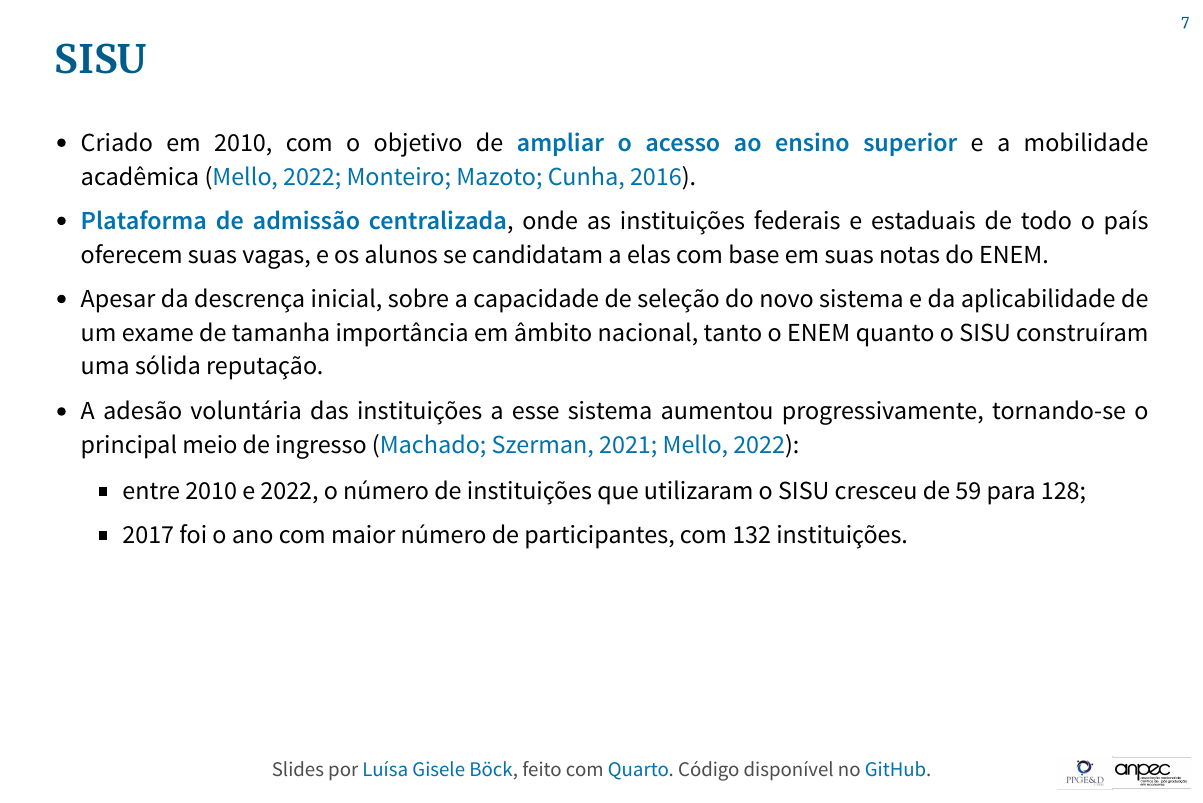 7
SISU
• Criado em 2010, com o objetivo de ampliar o acesso ao ensino superior e a mobilidade
acadêmica (Mello, 2022; Monteiro; Mazoto; Cunha, 2016).
• Plataforma de admissão centralizada, onde as instituições federais e estaduais de todo o país
oferecem suas vagas, e os alunos se candidatam a elas com base em suas notas do ENEM.
• Apesar da descrença inicial, sobre a capacidade de seleção do novo sistema e da aplicabilidade de
um exame de tamanha importância em âmbito nacional, tanto o ENEM quanto o SISU construíram
uma sólida reputação.
• A adesão voluntária das instituições a esse sistema aumentou progressivamente, tornando-se o
principal meio de ingresso (Machado; Szerman, 2021; Mello, 2022):
▪ entre 2010 e 2022, o número de instituições que utilizaram o SISU cresceu de 59 para 128;
▪ 2017 foi o ano com maior número de participantes, com 132 instituições.
Slides por Luísa Gisele Böck, feito com Quarto. Código disponível no GitHub.
PPGE&D
anpec